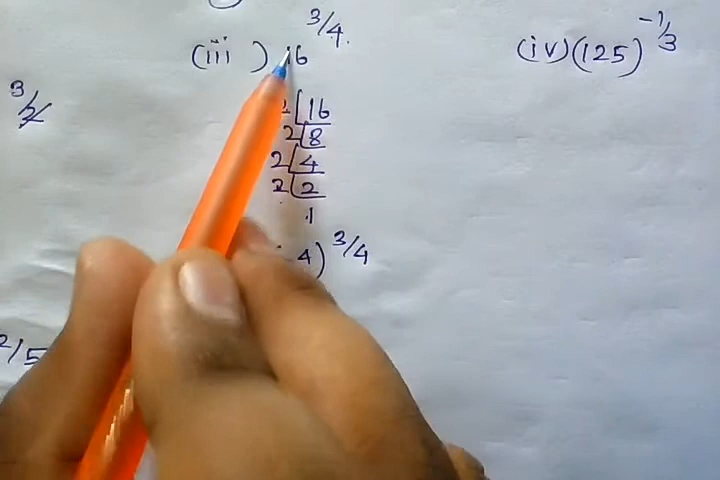 (iii) 16^3/4.
(iv) (125)^-1/3
3/2
2 | 16
2 | 8
2 | 4
2 | 2
1
4)^3/4
2/5